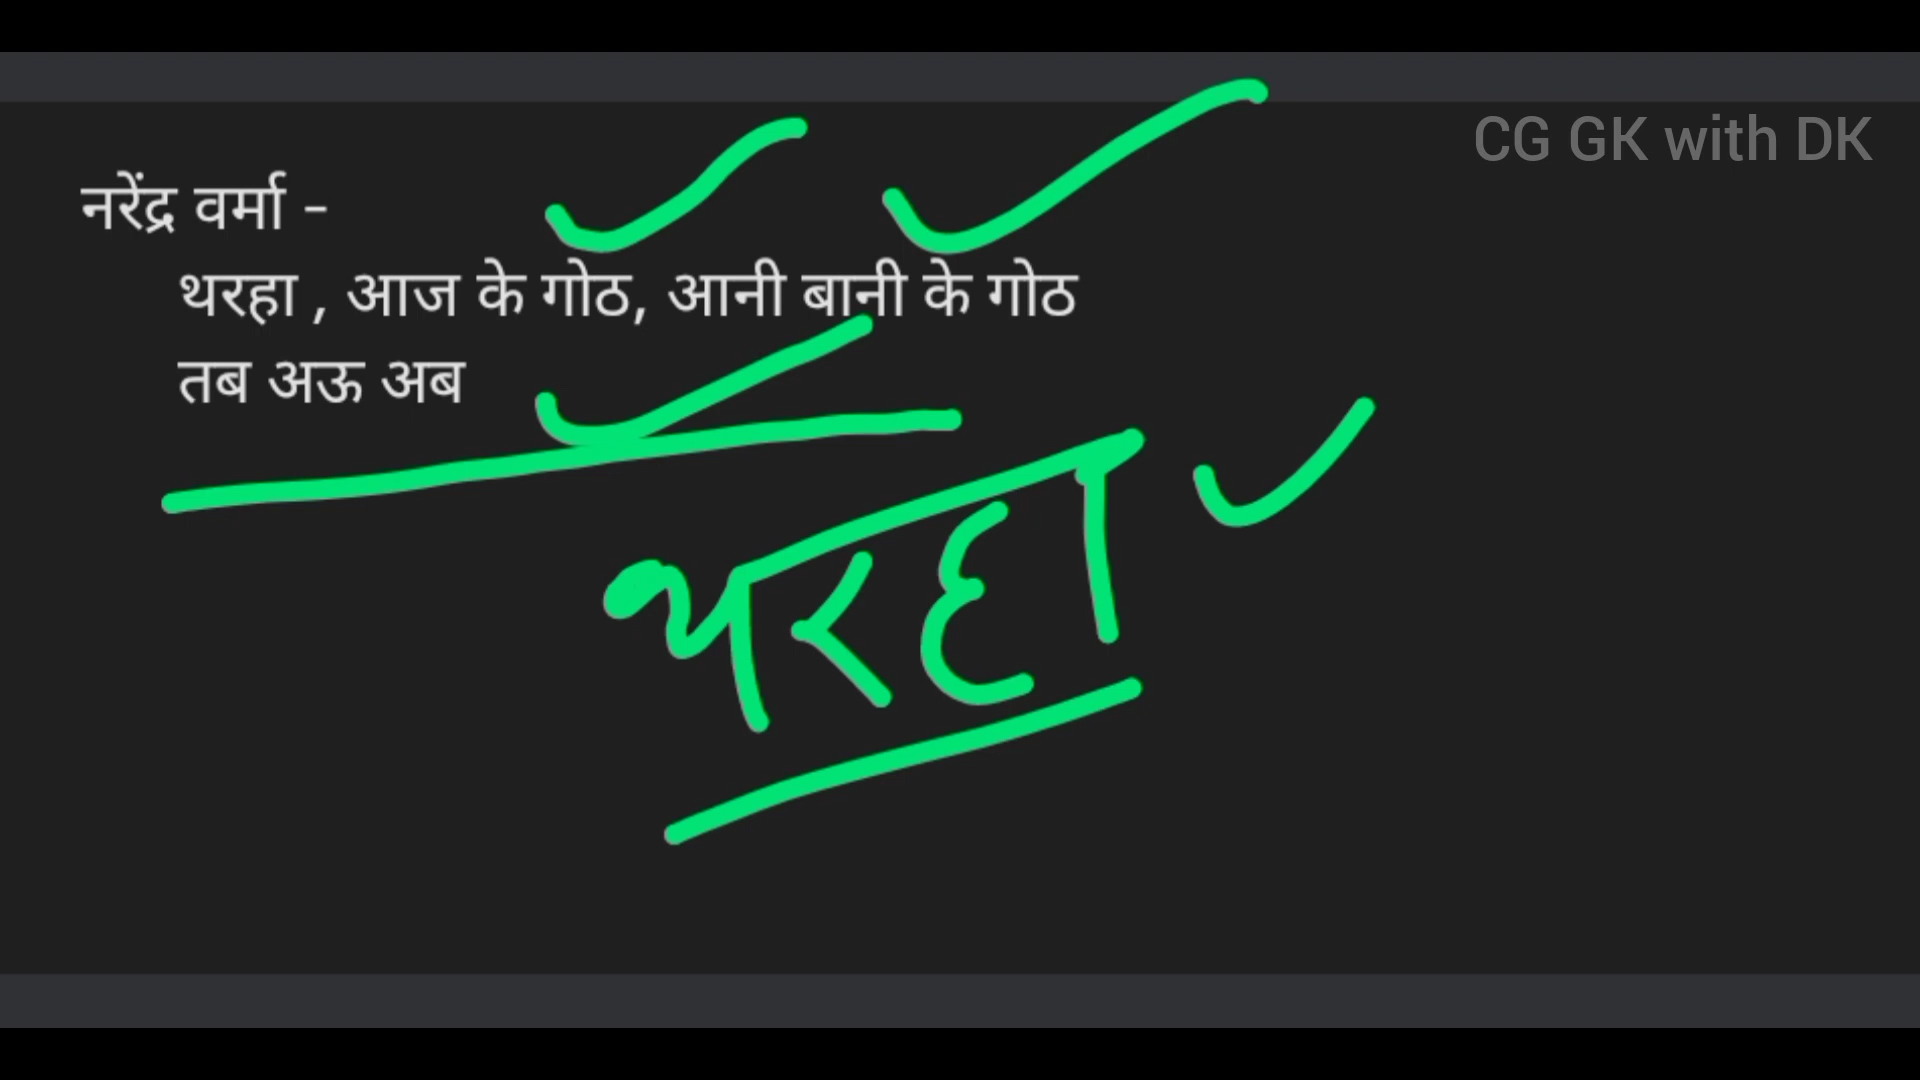 CG GK with DK
नरेंद्र वर्मा -
थरहा , आज के गोठ, आनी बानी के गोठ
तब अऊ अब
थरहा